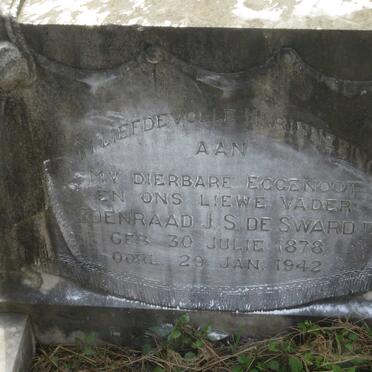 LIEFDEVOLLE HERINNERING
AAN
MY DIERBARE EGGENOOT
EN ONS LIEWE VADER
COENRAAD J. S. DE SWARDT
GEB. 30 JULIE 1878
OORL. 29 JAN. 1942